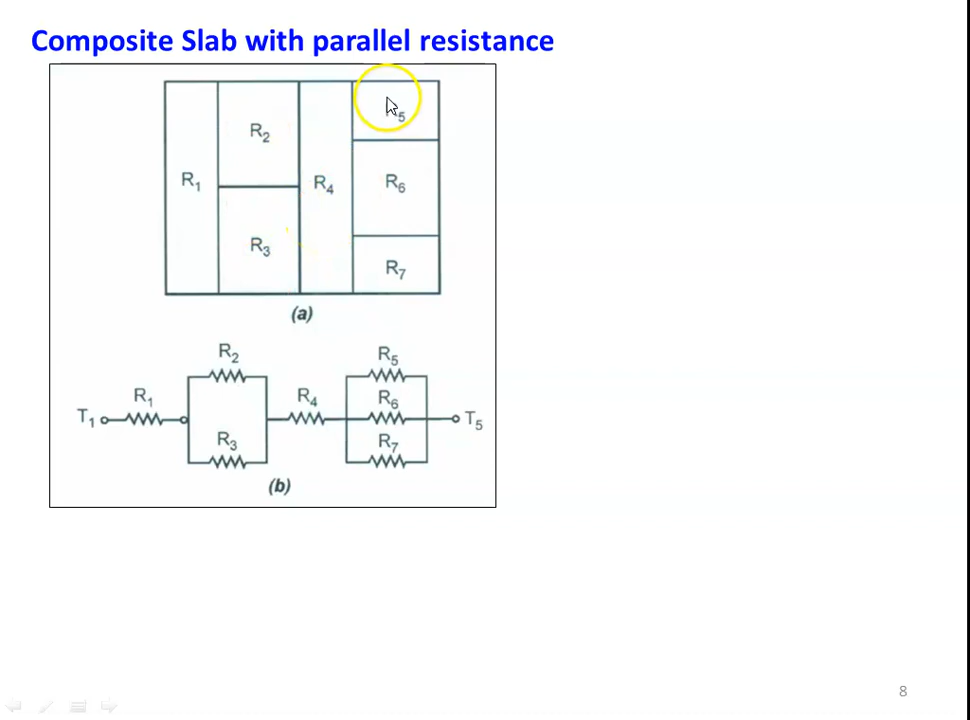 Composite Slab with parallel resistance
R5
R2
R1
R4
R6
R3
R7
(a)
R2
R5
R1
R4
R6
T1
T5
R3
R7
(b)
8